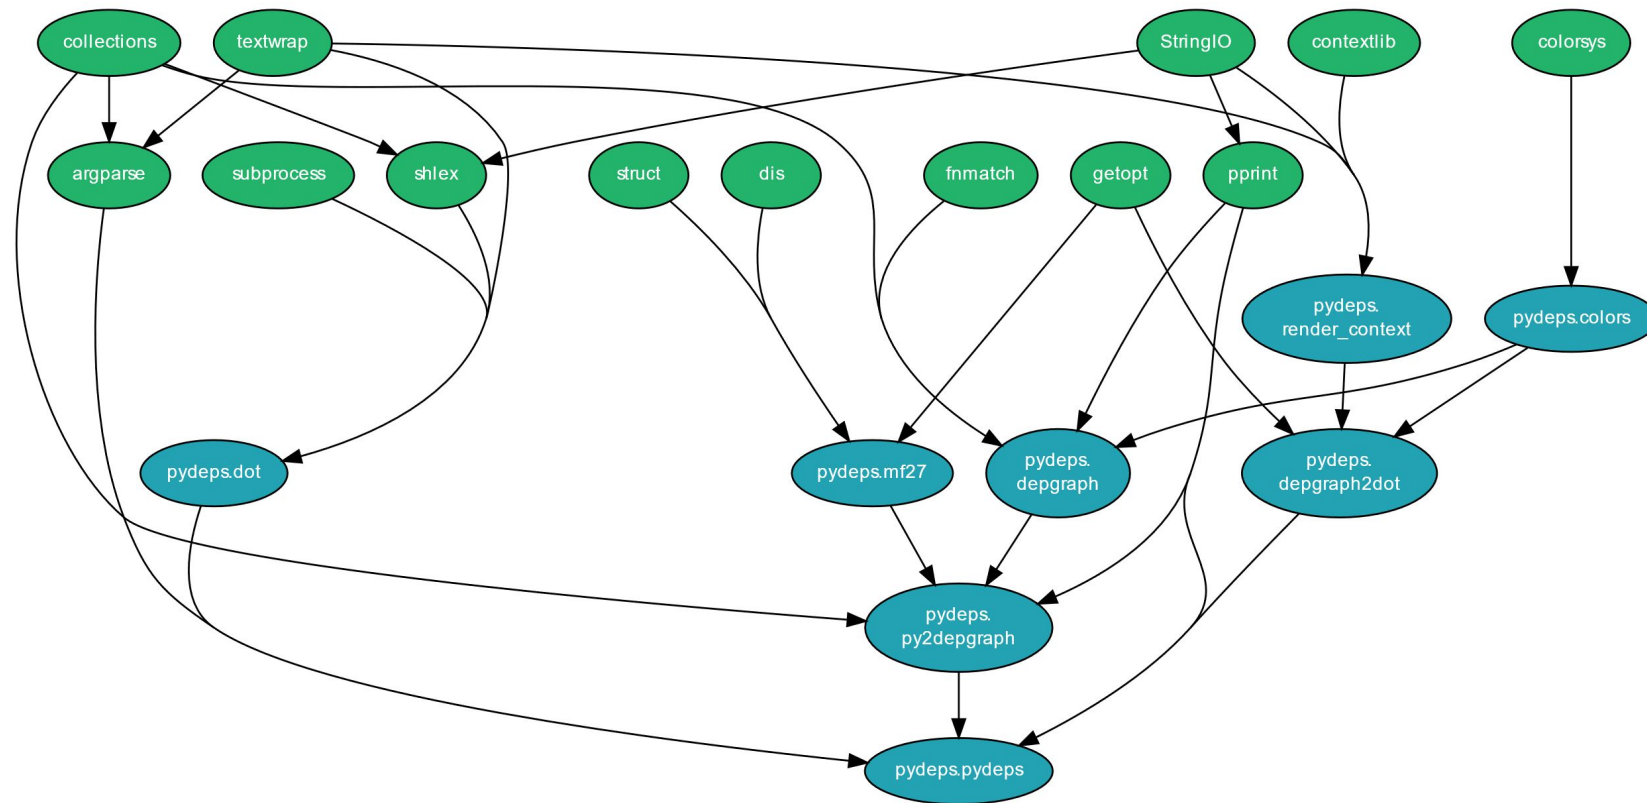 collections
textwrap
StringIO
contextlib
colorsys
argparse
subprocess
shlex
struct
dis
fnmatch
getopt
pprint
pydeps.
render_context
pydeps.colors
pydeps.dot
pydeps.mf27
pydeps.
depgraph
pydeps.
depgraph2dot
pydeps.
py2depgraph
pydeps.pydeps